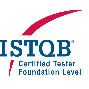 ISTQB®
Certified Tester
Foundation Level